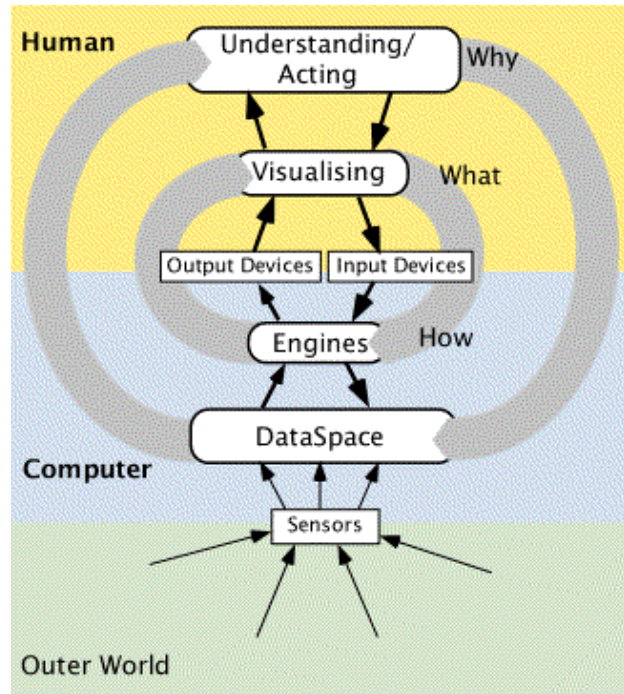 Human
Understanding/
Acting
Why
Visualising
What
Output Devices
Input Devices
Engines
How
DataSpace
Computer
Sensors
Outer World